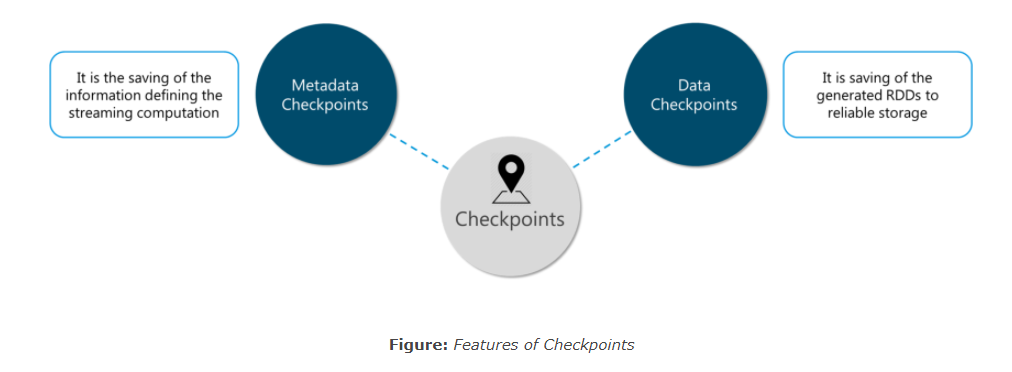 It is the saving of the
information defining the
streaming computation
Metadata
Checkpoints
Data
Checkpoints
It is saving of the
generated RDDs to
reliable storage
Checkpoints
Figure: Features of Checkpoints